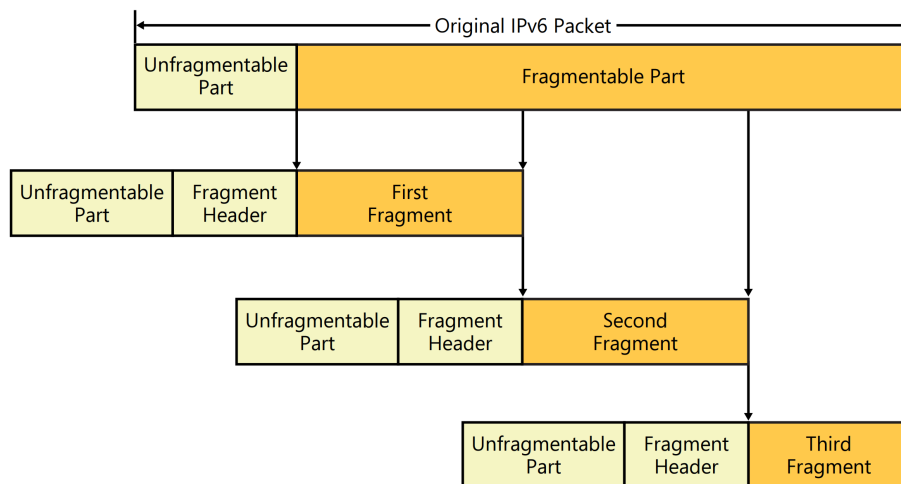 Original IPv6 Packet
Unfragmentable
Part
Fragmentable Part
Unfragmentable
Part
Fragment
Header
First
Fragment
Unfragmentable
Part
Fragment
Header
Second
Fragment
Unfragmentable
Part
Fragment
Header
Third
Fragment